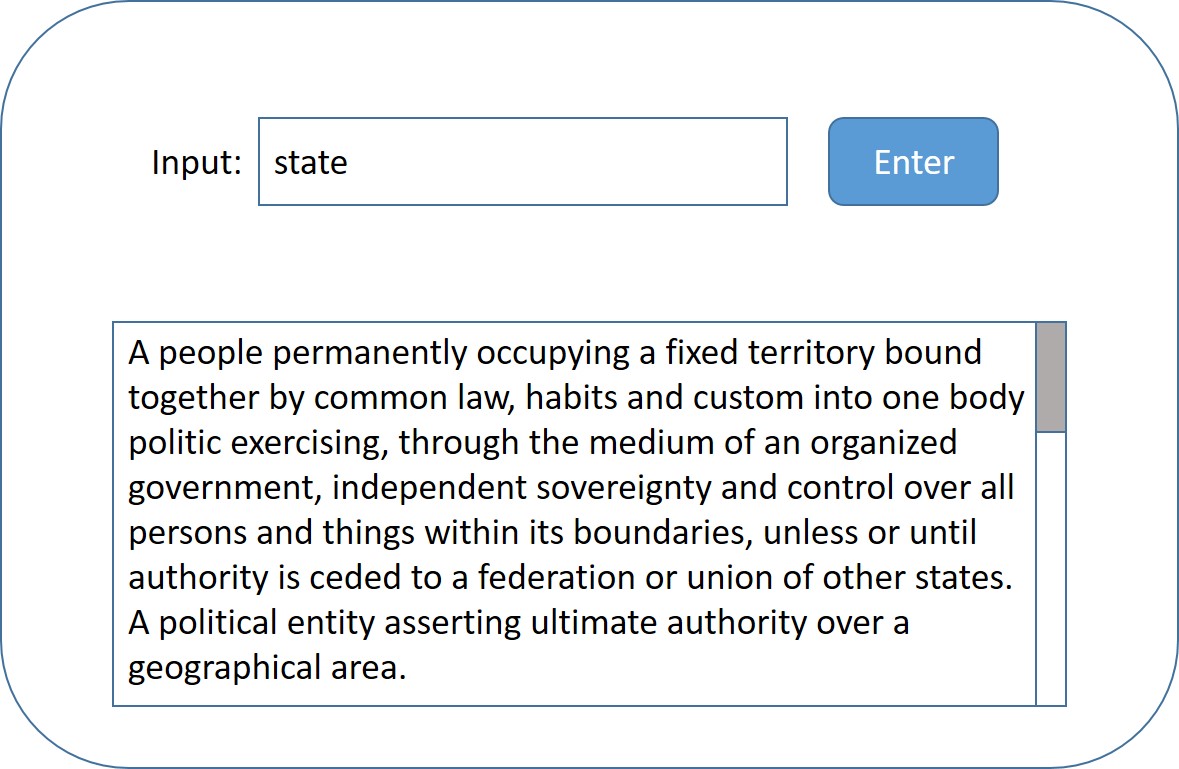 Input: state Enter
A people permanently occupying a fixed territory bound
together by common law, habits and custom into one body
politic exercising, through the medium of an organized
government, independent sovereignty and control over all
persons and things within its boundaries, unless or until
authority is ceded to a federation or union of other states.
A political entity asserting ultimate authority over a
geographical area.